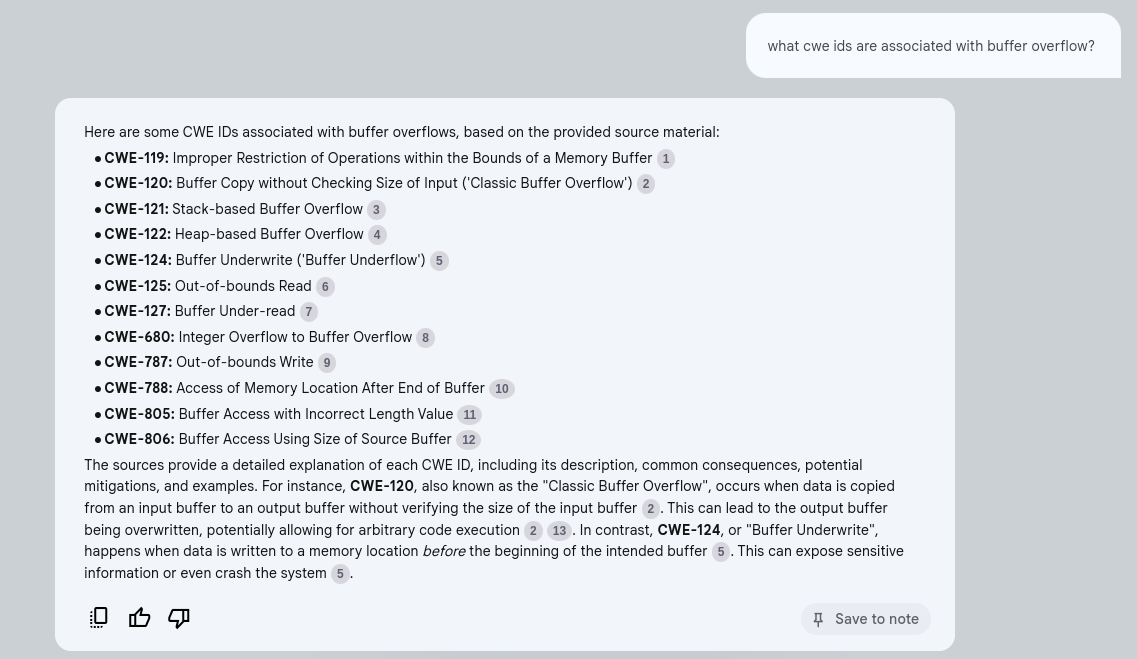 what cwe ids are associated with buffer overflow?
Here are some CWE IDs associated with buffer overflows, based on the provided source material:
• CWE-119: Improper Restriction of Operations within the Bounds of a Memory Buffer 1
• CWE-120: Buffer Copy without Checking Size of Input ('Classic Buffer Overflow') 2
• CWE-121: Stack-based Buffer Overflow 3
• CWE-122: Heap-based Buffer Overflow 4
• CWE-124: Buffer Underwrite ('Buffer Underflow') 5
• CWE-125: Out-of-bounds Read 6
• CWE-127: Buffer Under-read 7
• CWE-680: Integer Overflow to Buffer Overflow 8
• CWE-787: Out-of-bounds Write 9
• CWE-788: Access of Memory Location After End of Buffer 10
• CWE-805: Buffer Access with Incorrect Length Value 11
• CWE-806: Buffer Access Using Size of Source Buffer 12
The sources provide a detailed explanation of each CWE ID, including its description, common consequences, potential
mitigations, and examples. For instance, CWE-120, also known as the "Classic Buffer Overflow", occurs when data is copied
from an input buffer to an output buffer without verifying the size of the input buffer 2. This can lead to the output buffer
being overwritten, potentially allowing for arbitrary code execution 2 13. In contrast, CWE-124, or "Buffer Underwrite",
happens when data is written to a memory location before the beginning of the intended buffer 5. This can expose sensitive
information or even crash the system 5.
Save to note